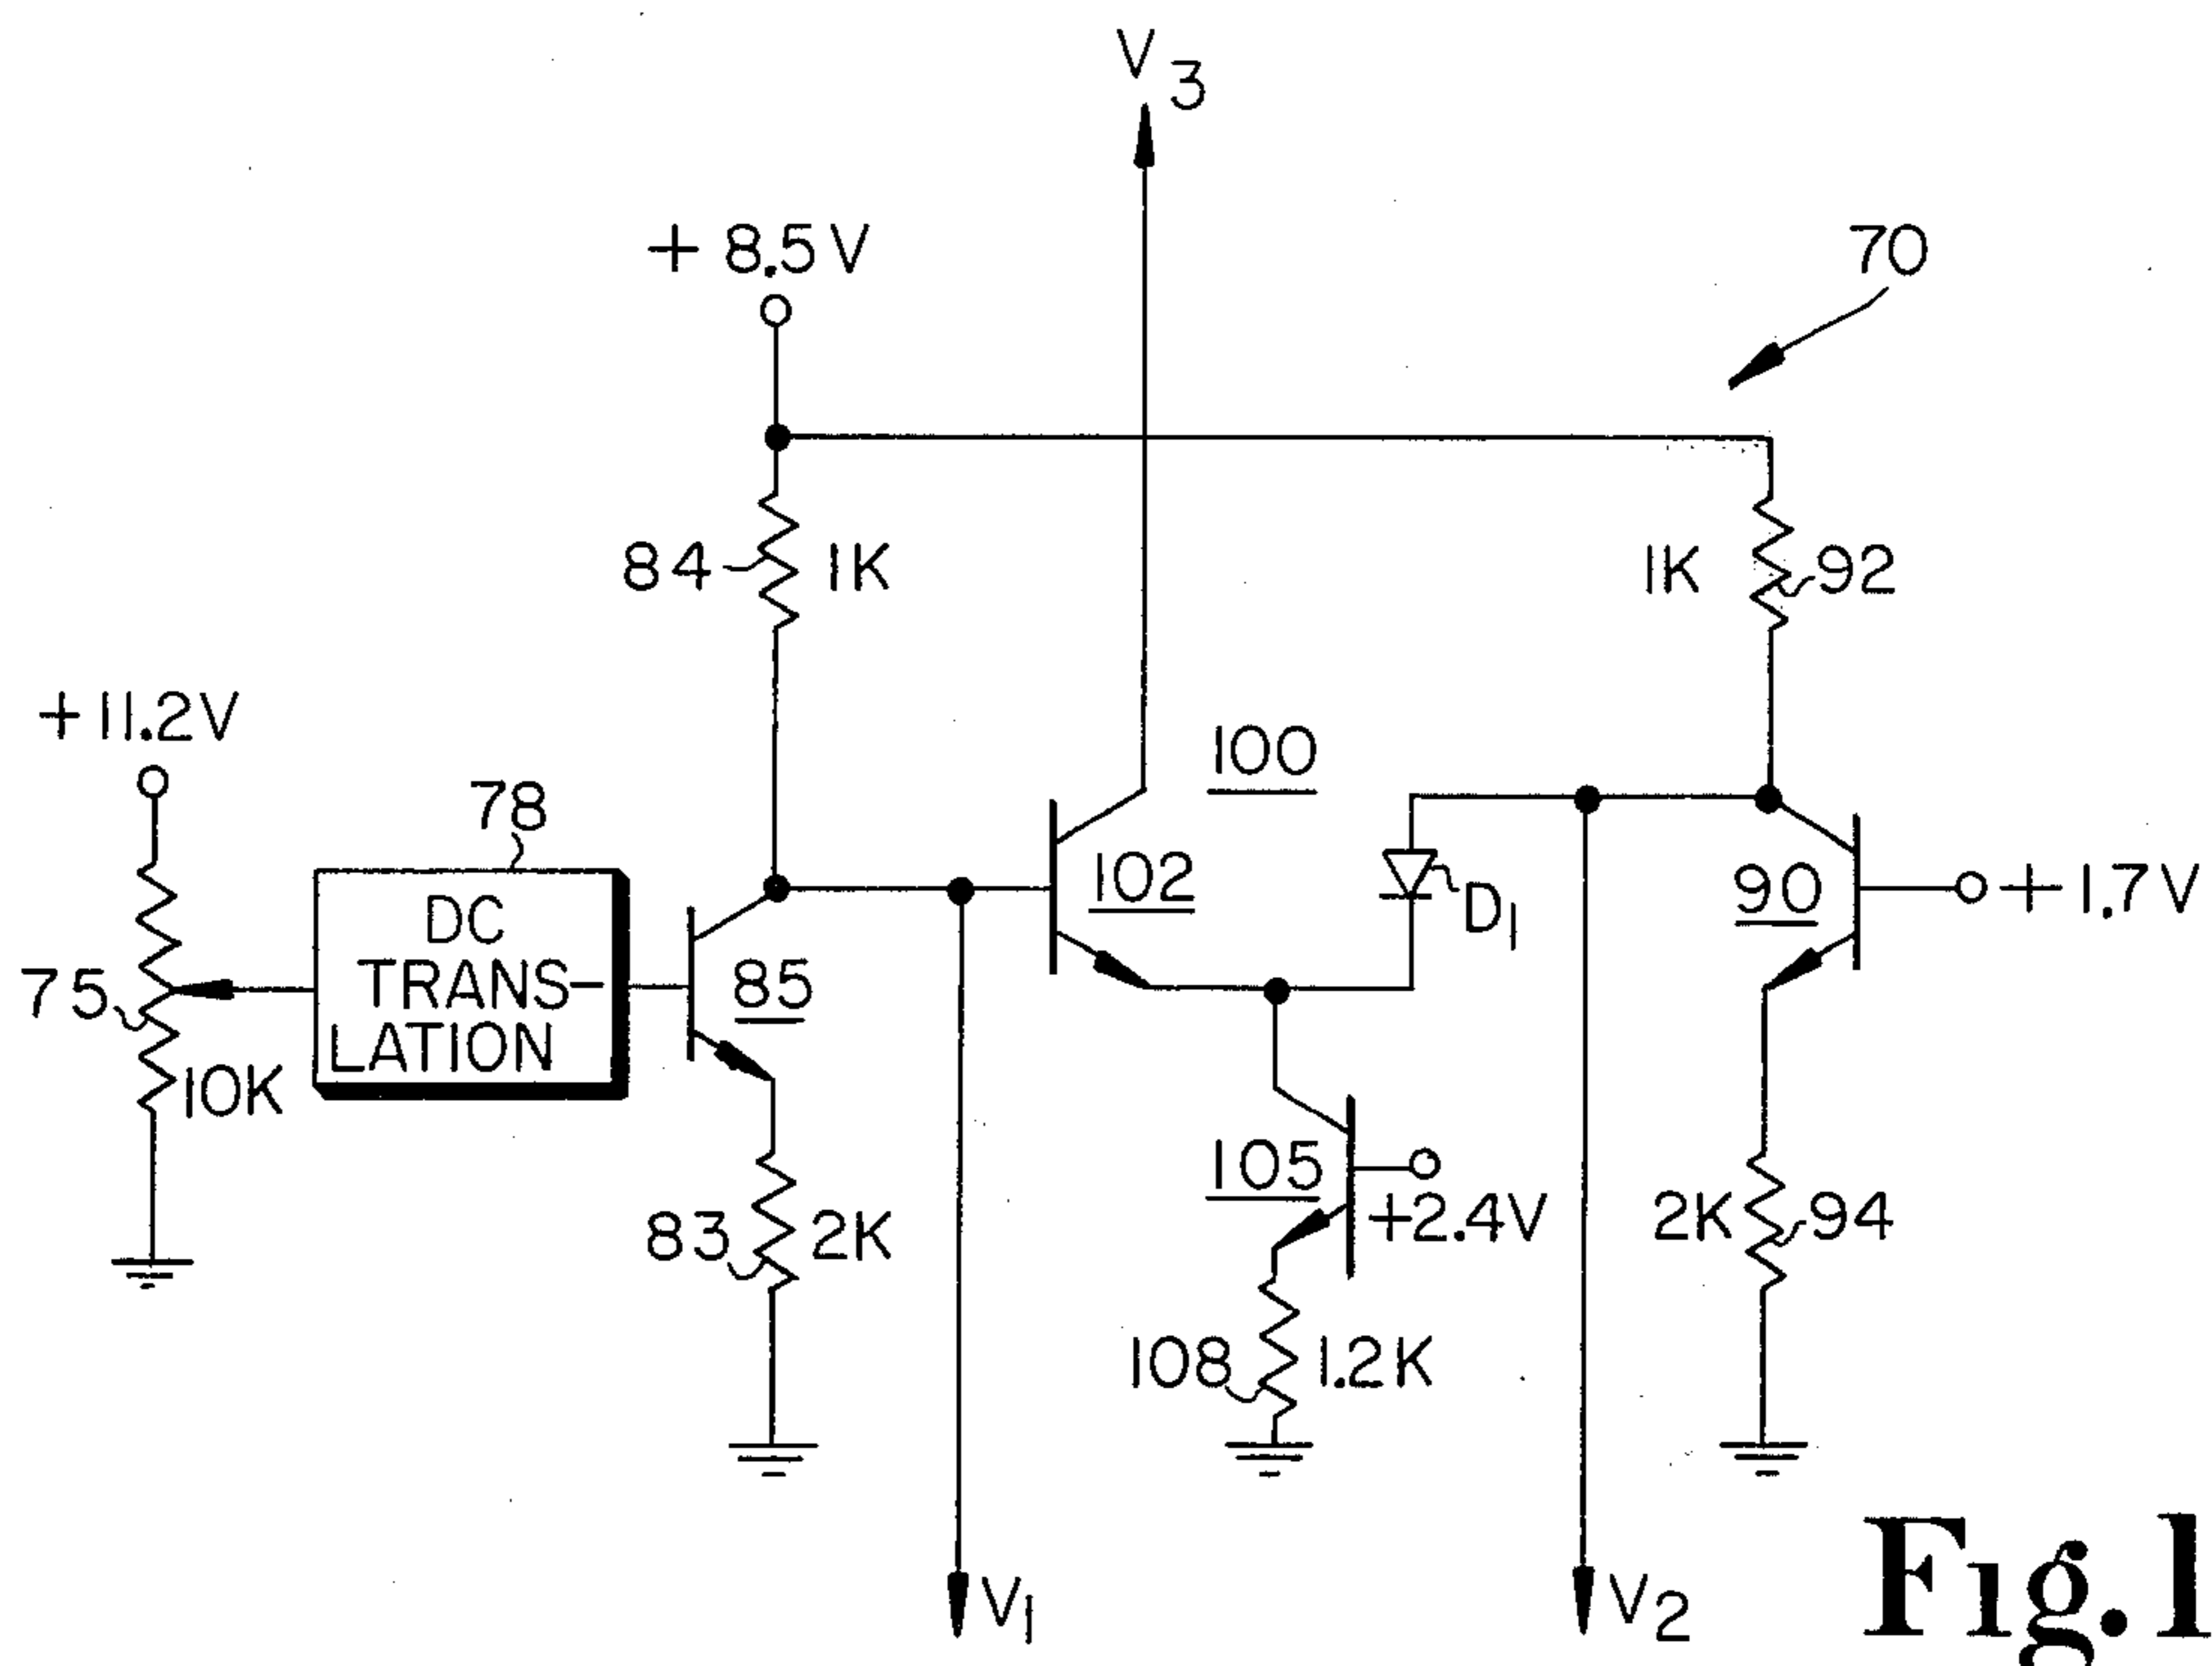 V3
+ 8.5V
70
84
1K
1K
92
+11.2V
100
78
102
D1
90
+1.7V
DC
TRANS-
LATION
85
75
10K
105
+2.4V
83
2K
2K
94
108
1.2K
V1
V2
Fig.1